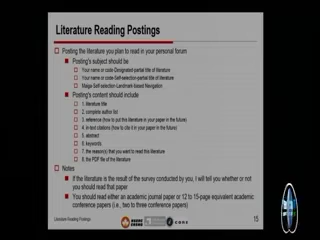 Literature Reading Postings
Posting the literature you plan to read in your personal forum
Posting's subject should be
Your name or code-Designated-partial title of literature
Your name or code-Self-selection-partial title of literature
Maiga-Self-selection-Landmark-based Navigation
Posting's content should include
1. literature title
2. complete author list
3. reference (how to put this literature in your paper in the future)
4. in-text citations (how to cite it in your paper in the future)
5. abstract
6. keywords
7. the reason(s) that you want to read this literature
8. the PDF file of the literature
Notes
If the literature is the result of the survey conducted by you, I will tell you whether or not
you should read that paper
You should read either an academic journal paper or 12 to 15-page equivalent academic
conference papers (i.e., two to three conference papers)
Literature Reading Postings
15